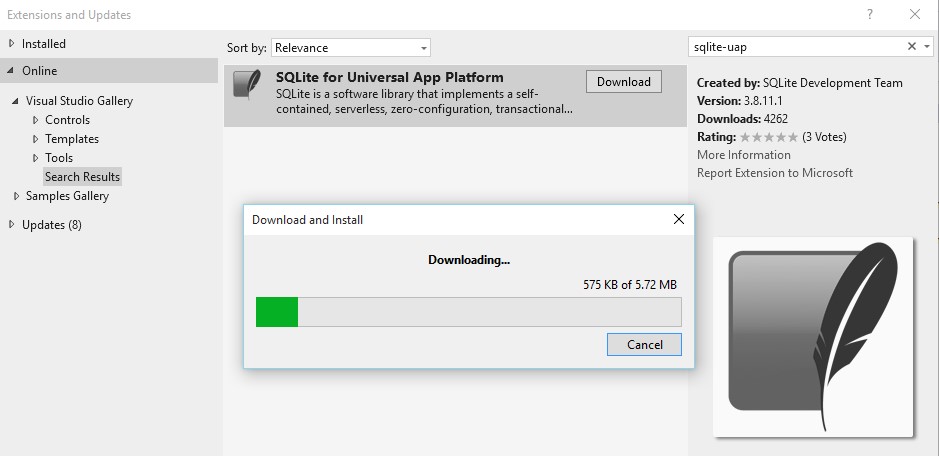 Extensions and Updates
?
Installed
Online
Visual Studio Gallery
Controls
Templates
Tools
Search Results
Samples Gallery
Updates (8)
Sort by: Relevance
SQLite for Universal App Platform
Download
SQLite is a software library that implements a self-
contained, serverless, zero-configuration, transactional...
Download and Install
Downloading...
575 KB of 5.72 MB
Cancel
sqlite-uap
Created by: SQLite Development Team
Version: 3.8.11.1
Downloads: 4262
Rating: (3 Votes)
More Information
Report Extension to Microsoft